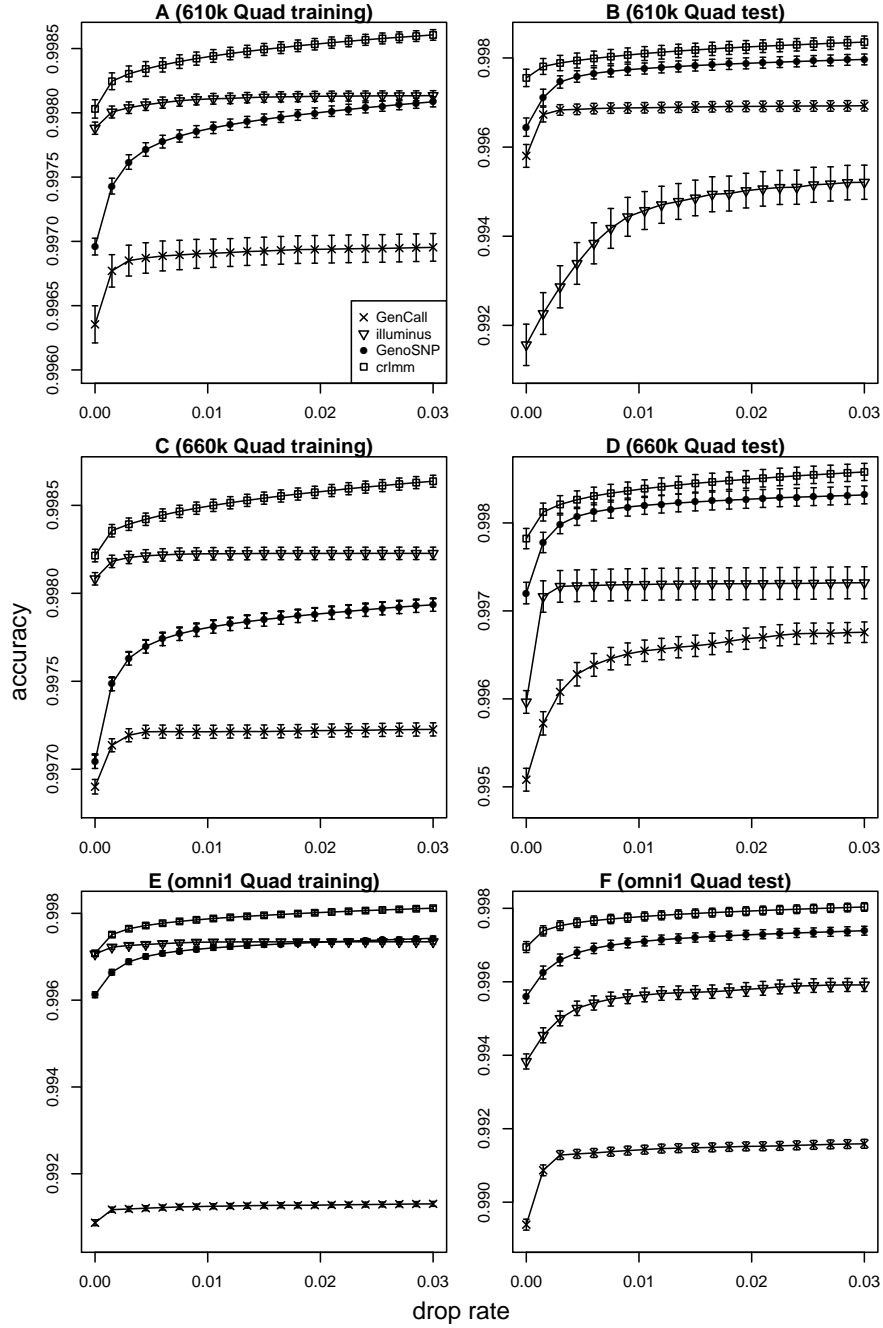 A (610k Quad training)
0.9960 0.9965 0.9970 0.9975 0.9980 0.9985
0.00 0.01 0.02 0.03
GenCall
illuminus
GenoSNP
crlmm
B (610k Quad test)
0.992 0.994 0.996 0.998
0.00 0.01 0.02 0.03
C (660k Quad training)
0.9970 0.9975 0.9980 0.9985
0.00 0.01 0.02 0.03
D (660k Quad test)
0.995 0.996 0.997 0.998
0.00 0.01 0.02 0.03
E (omni1 Quad training)
0.992 0.994 0.996 0.998
0.00 0.01 0.02 0.03
F (omni1 Quad test)
0.990 0.992 0.994 0.996 0.998
0.00 0.01 0.02 0.03
accuracy
drop rate